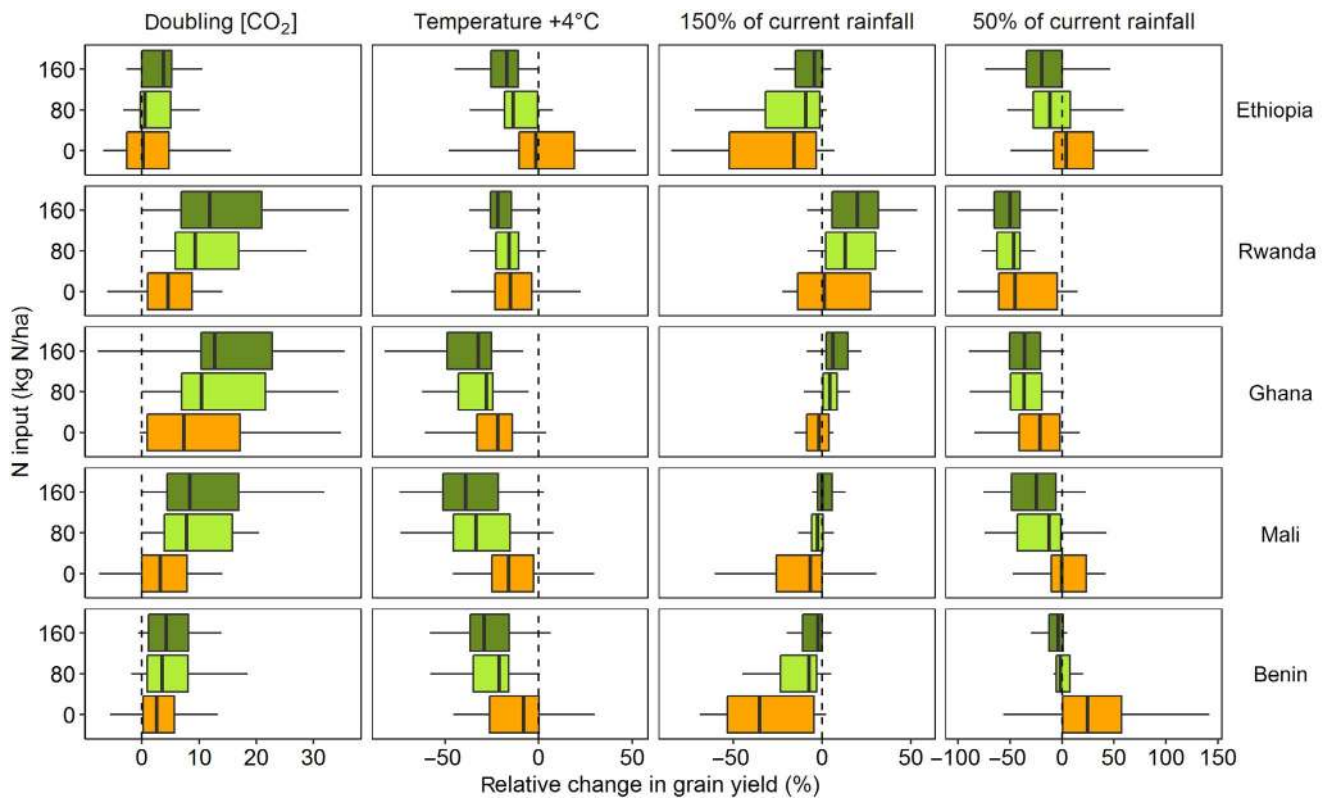 Doubling [CO₂] Temperature +4°C 150% of current rainfall 50% of current rainfall
N input (kg N/ha)
160
80
0
Ethiopia
160
80
0
Rwanda
160
80
0
Ghana
160
80
0
Mali
160
80
0
Benin
0 10 20 30 −50 0 50 −50 0 50 −100 −50 0 50 100 150
Relative change in grain yield (%)